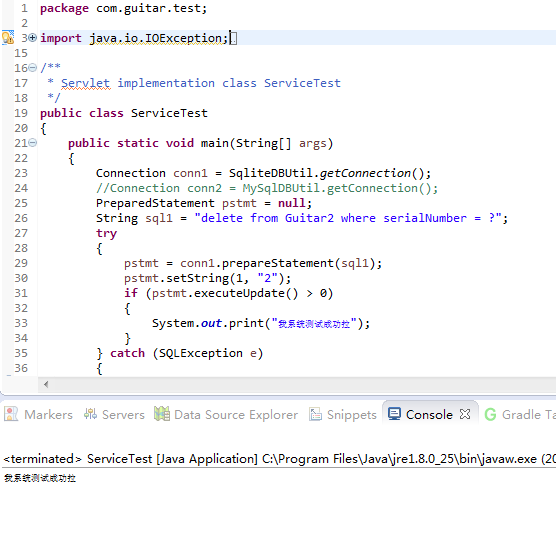 1 package com.guitar.test;
2
3 import java.io.IOException;
15
16 /**
17 * Servlet implementation class ServiceTest
18 */
19 public class ServiceTest
20 {
21 public static void main(String[] args)
22 {
23 Connection conn1 = SqliteDBUtil.getConnection();
24 //Connection conn2 = MySqlDBUtil.getConnection();
25 PreparedStatement pstmt = null;
26 String sql1 = "delete from Guitar2 where serialNumber = ?";
27 try
28 {
29 pstmt = conn1.prepareStatement(sql1);
30 pstmt.setString(1, "2");
31 if (pstmt.executeUpdate() > 0)
32 {
33 System.out.print("我系统测试成功拉");
34 }
35 } catch (SQLException e)
36 {
Markers Servers Data Source Explorer Snippets Console Gradle Ta
<terminated> ServiceTest [Java Application] C:\Program Files\Java\jre1.8.0_25\bin\javaw.exe (20
我系统测试成功拉